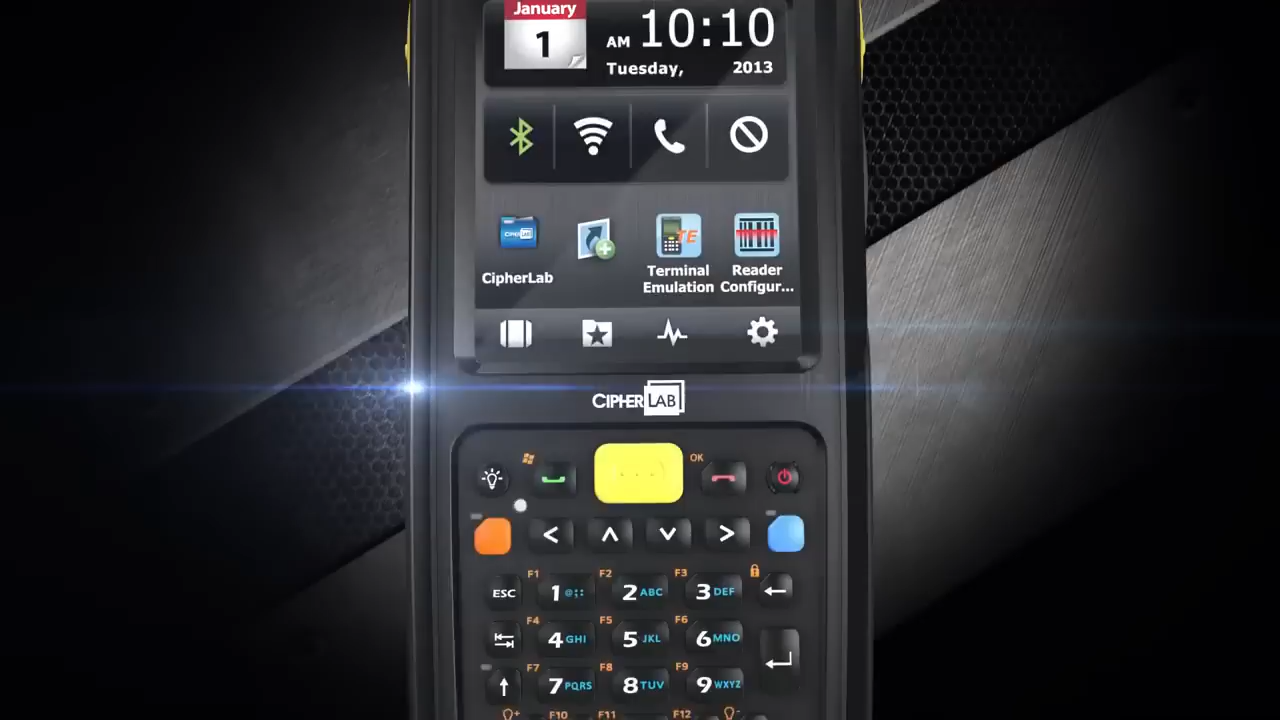 January
1
AM 10:10
Tuesday, 2013
CipherLab
Terminal
Emulation
Reader
Configur...
CIPHERLAB
OK
< ^ v >
F1 F2 F3
ESC 1@:; 2ABC 3DEF
F4 F5 F6
4GHI 5JKL 6MNO
F7 F8 F9
7PQRS 8TUV 9WXYZ
F10 F11 F12